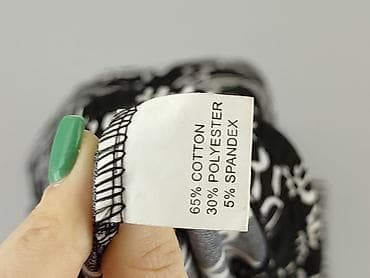 65% COTTON
30% POLYESTER
5% SPANDEX